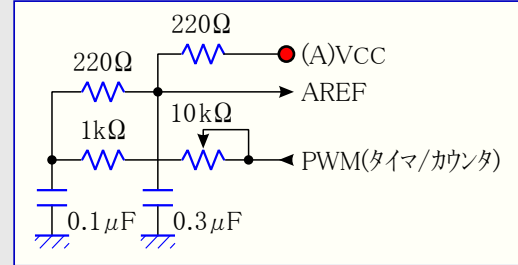 220Ω
(A)VCC
220Ω
AREF
1kΩ
10kΩ
PWM(タイマ/カウンタ)
0.1μF
0.3μF